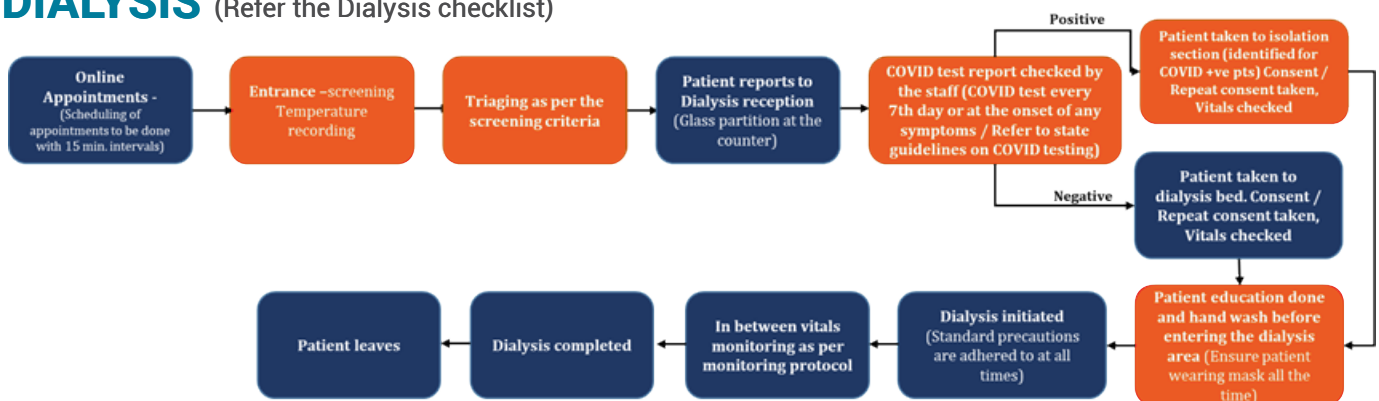 DIALYSIS (Refer the Dialysis checklist)
Online
Appointments -
(Scheduling of
appointments to be done
with 15 min. intervals)
Entrance –screening
Temperature
recording
Triaging as per the
screening criteria
Patient reports to
Dialysis reception
(Glass partition at the
counter)
COVID test report checked by
the staff (COVID test every
7th day or at the onset of any
symptoms / Refer to state
guidelines on COVID testing)
Positive
Patient taken to isolation
section (identified for
COVID +ve pts) Consent /
Repeat consent taken,
Vitals checked
Negative
Patient taken to
dialysis bed. Consent /
Repeat consent taken,
Vitals checked
Patient education done
and hand wash before
entering the dialysis
area (Ensure patient
wearing mask all the
time)
Dialysis initiated
(Standard precautions
are adhered to at all
times)
In between vitals
monitoring as per
monitoring protocol
Dialysis completed
Patient leaves